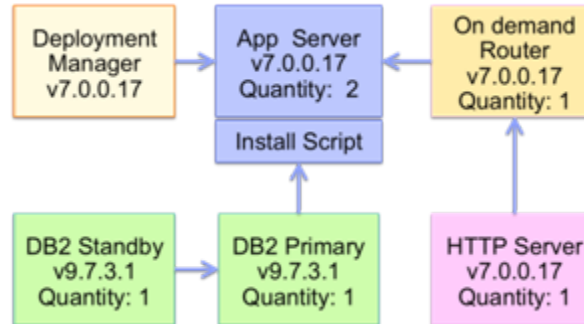 Deployment
Manager
v7.0.0.17
App Server
v7.0.0.17
Quantity: 2
Install Script
On demand
Router
v7.0.0.17
Quantity: 1
DB2 Standby
v9.7.3.1
Quantity: 1
DB2 Primary
v9.7.3.1
Quantity: 1
HTTP Server
v7.0.0.17
Quantity: 1